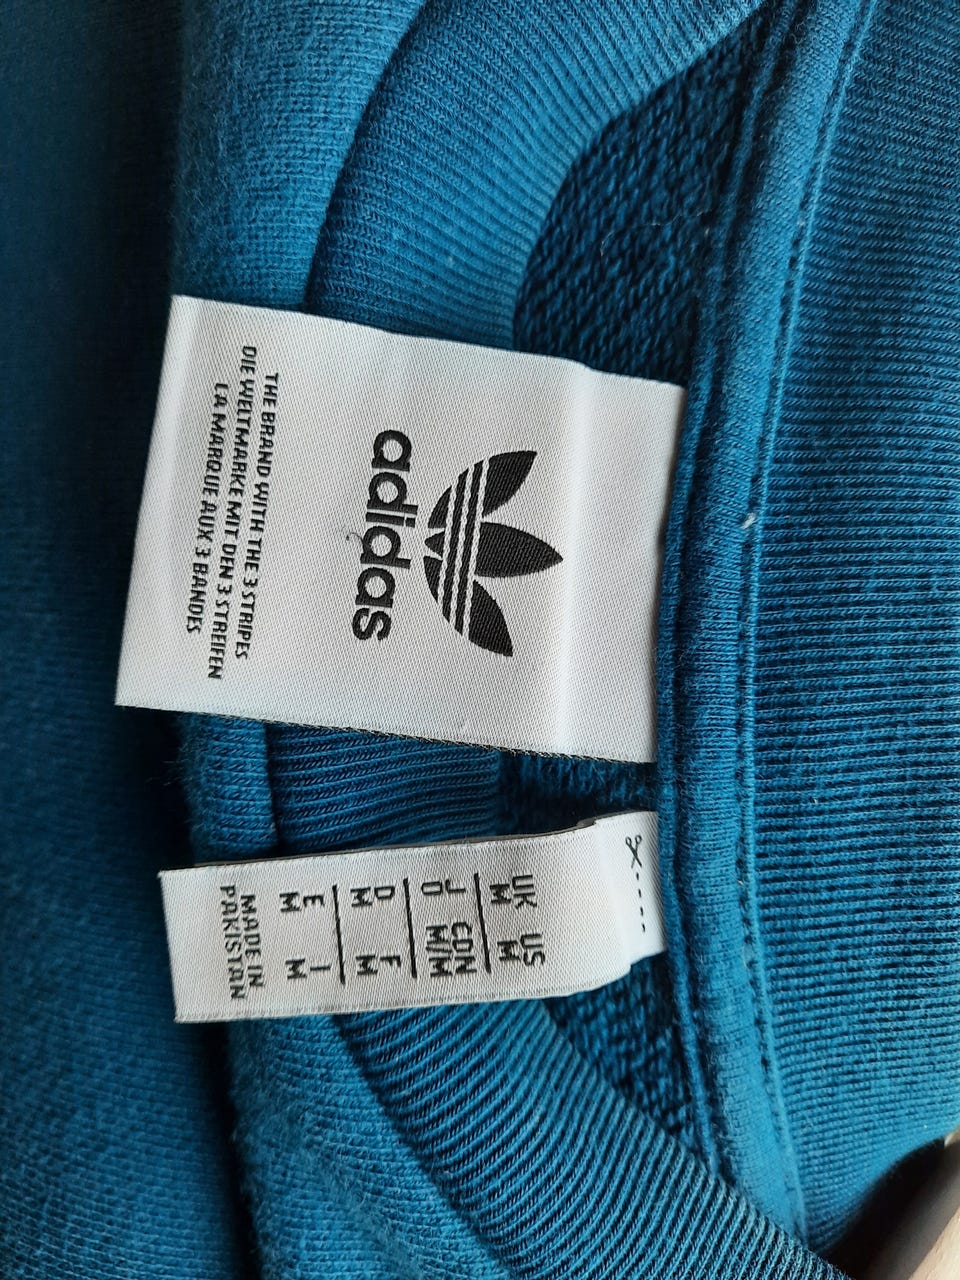 adidas
THE BRAND WITH THE 3 STRIPES
DIE WELTMARKE MIT DEN 3 STREIFEN
LA MARQUE AUX 3 BANDES
UK US
M M
J CDN
O M/M
D F
M M
E I
M M
MADE IN
PAKISTAN